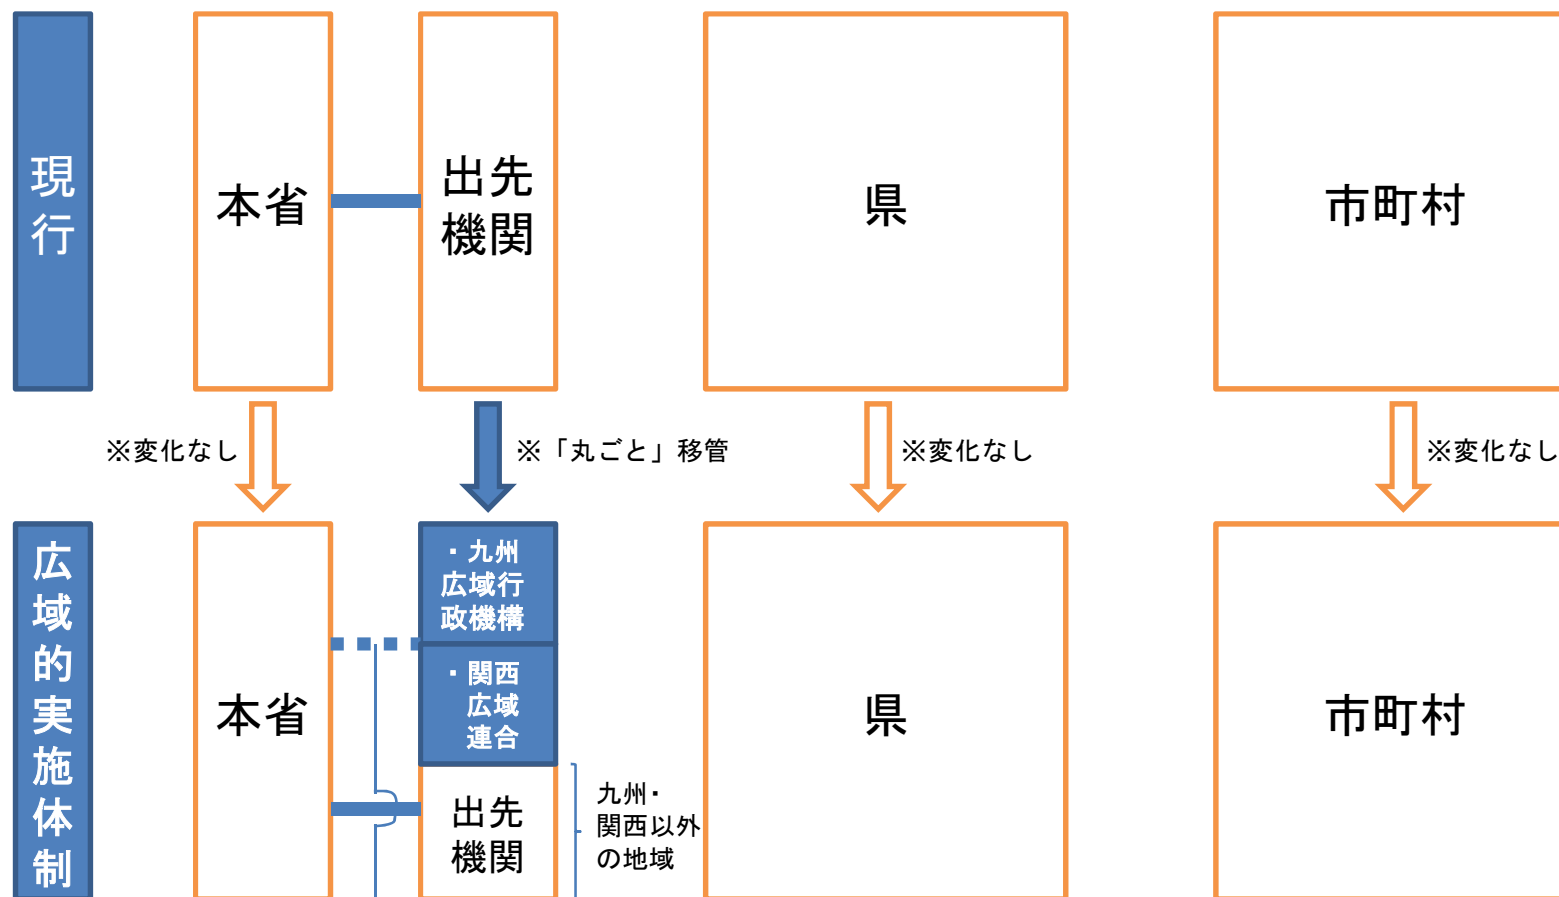 現行
本省
出先
機関
県
市町村
※変化なし
※「丸ごと」移管
※変化なし
※変化なし
広域的実施体制
本省
・九州
広域行
政機構
・関西
広域
連合
出先
機関
九州・
関西以外
の地域
県
市町村